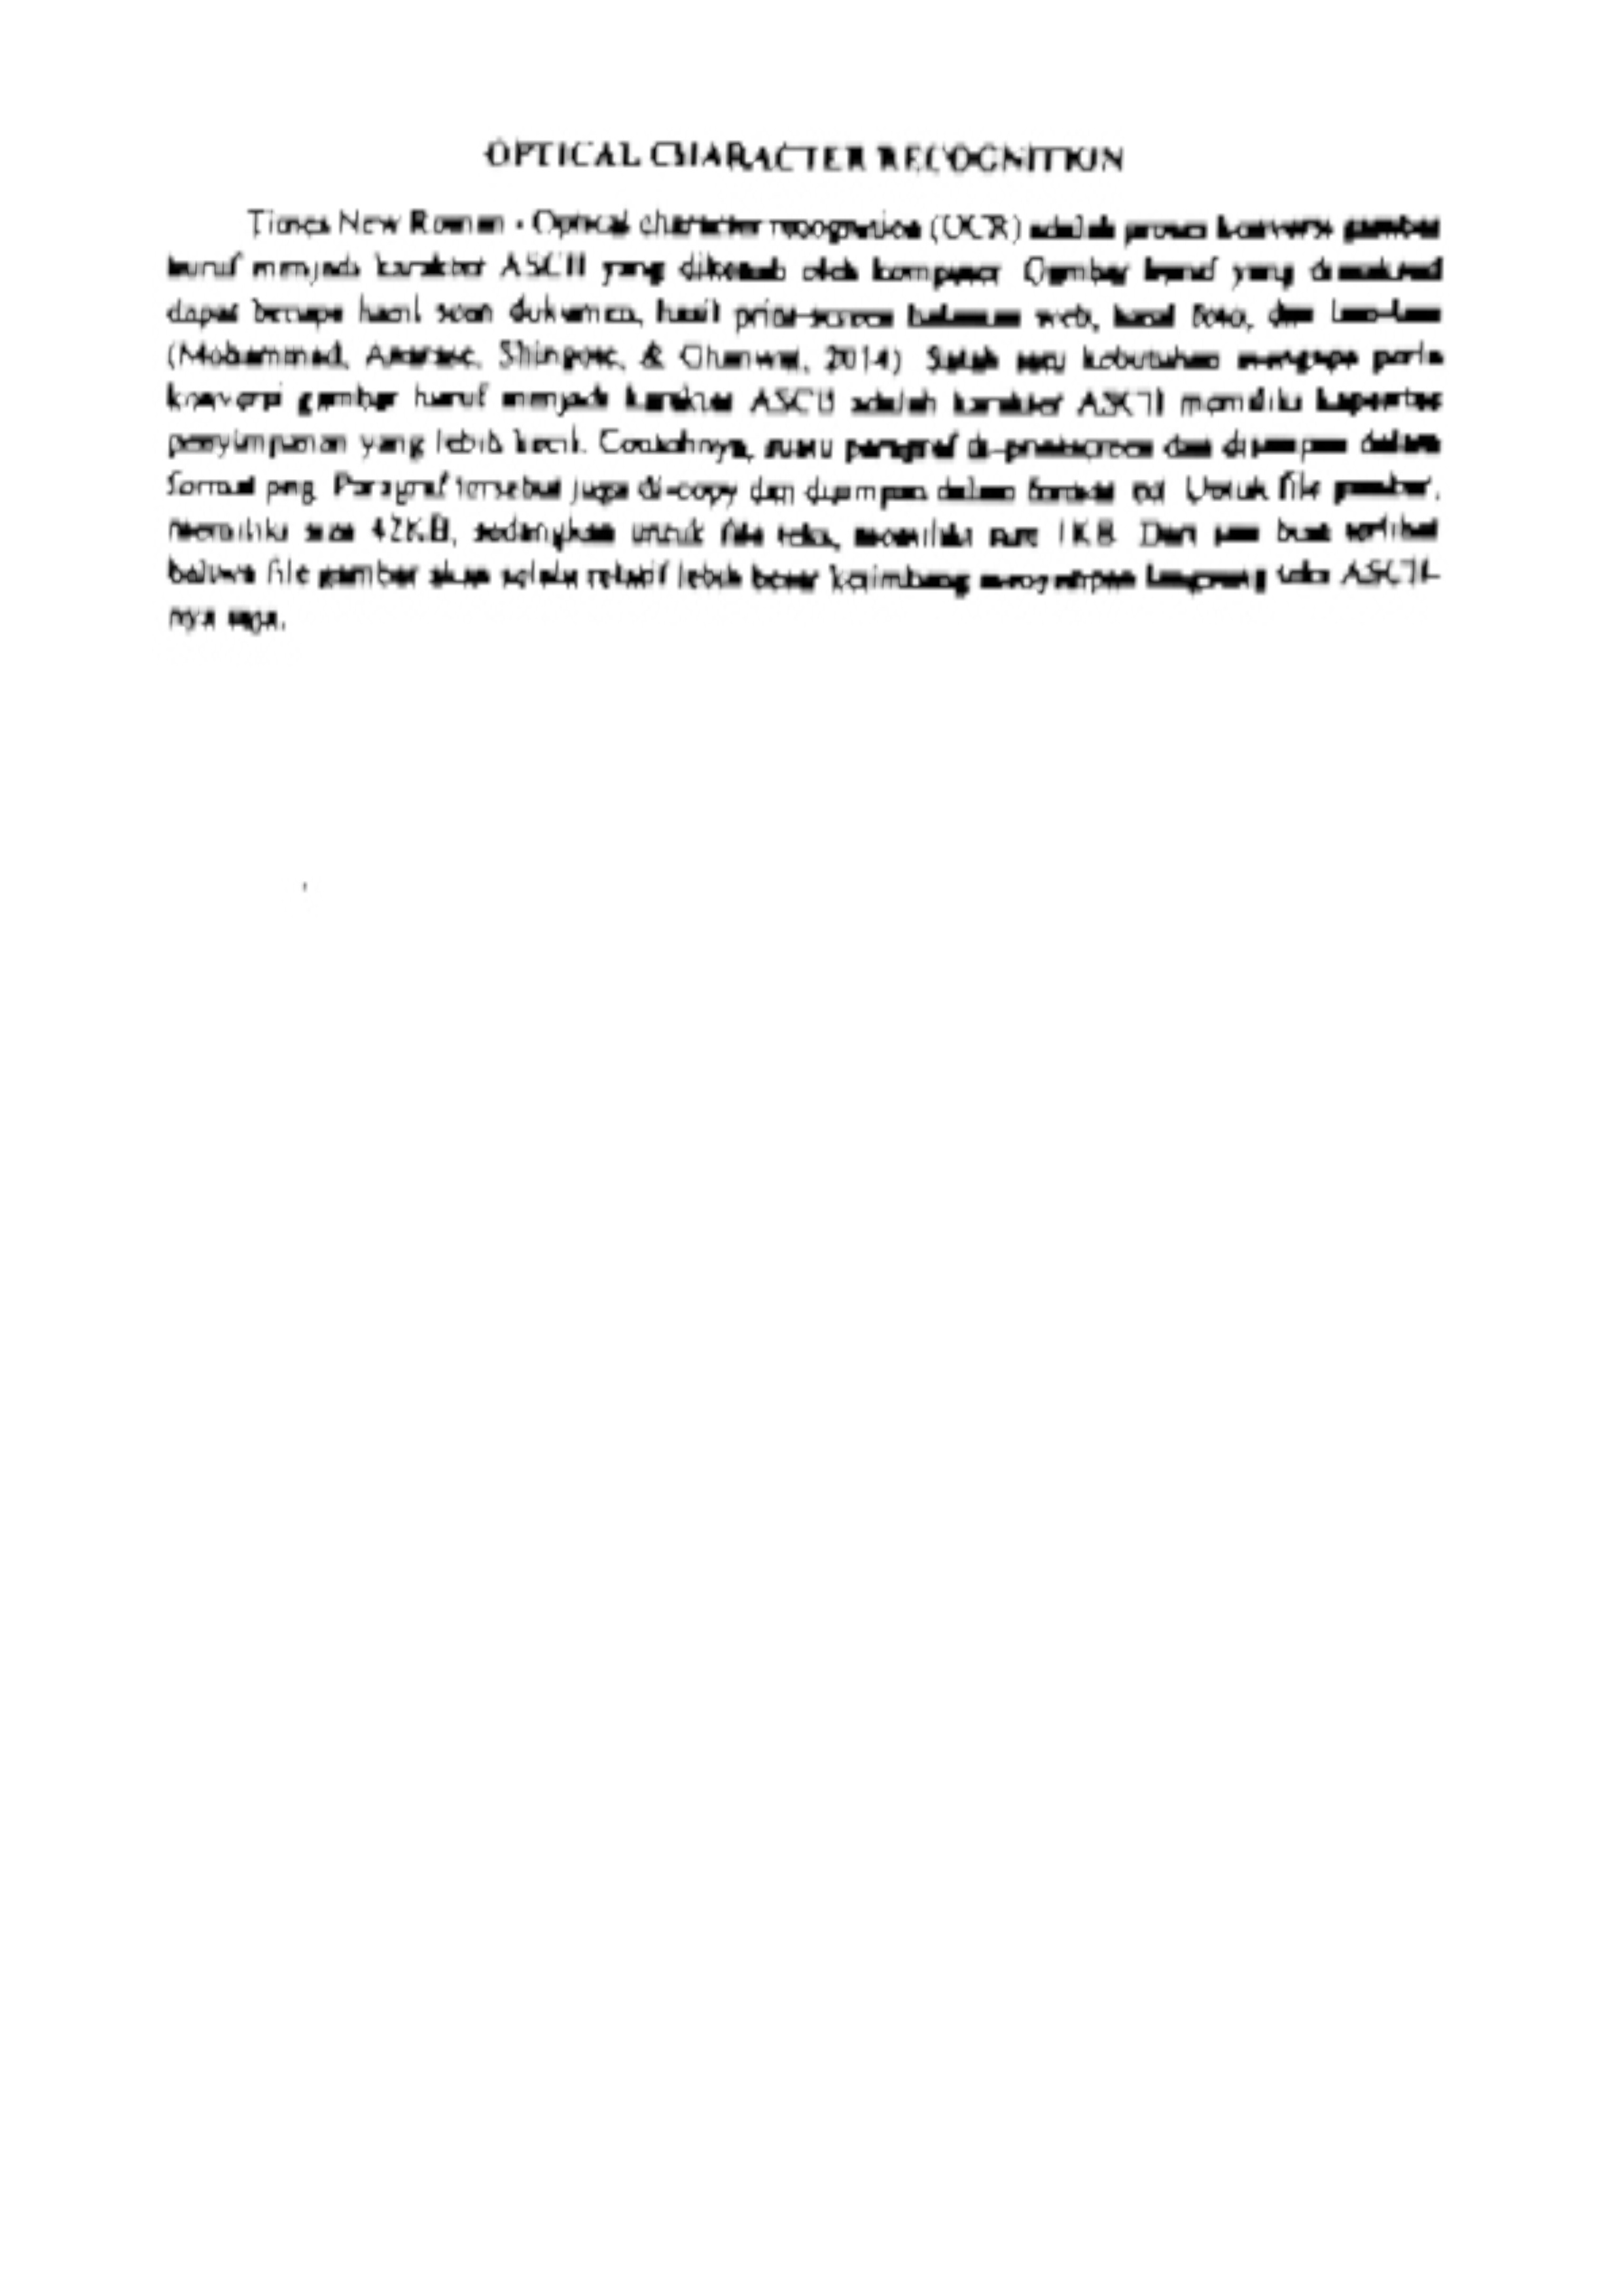 OPTICAL CHARACTER RECOGNITION
Times New Roman - Optical character recognition (OCR) adalah proses konversi gambar
huruf menjadi karakter ASCII yang dikenali oleh komputer. Gambar huruf yang dimaksud
dapat berupa hasil scan dokumen, hasil print-screen halaman web, hasil foto, dan lain-lain
(Mohammad, Shingote, & Ghanwat, 2014). Salah satu kebutuhan mengapa perlu
konversi gambar huruf menjadi karakter ASCII adalah karakter ASCII memiliki kapasitas
penyimpanan yang lebih kecil. Contohnya, suatu paragraf di-printscreen dan disimpan dalam
format png. Paragraf tersebut juga di-copy dan disimpan dalam format txt. Untuk file gambar,
memiliki size 42KB, sedangkan untuk file teks, memiliki size 1KB. Dari terlihat
bahwa file gambar akan selalu relatif lebih besar menyimpan langsung teks ASCII-
nya saja.